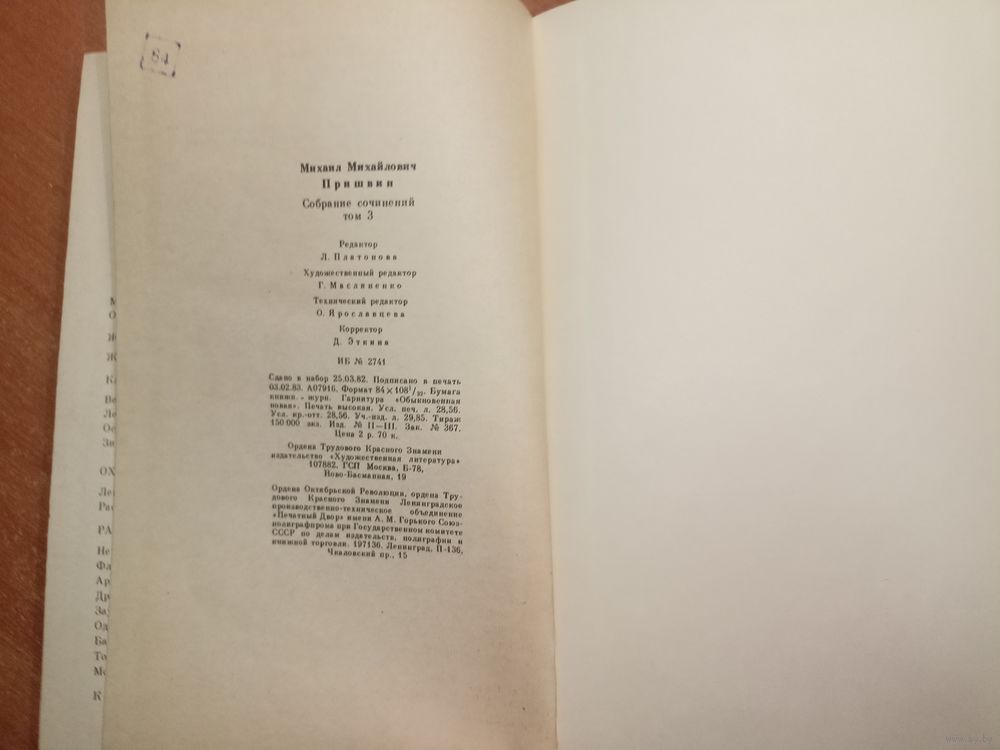 84
Михаил Михайлович
Пришвин
Собрание сочинений
том 3
Редактор
Л. Платонова
Художественный редактор
Г. Масляненко
Технический редактор
О. Ярославцева
Корректор
Д. Эткина
ИБ № 2741
Сдано в набор 25.03.82. Подписано в печать
03.02.83. А07916. Формат 84×108¹/₃₂. Бумага
книжн. - журн. Гарнитура «Обыкновенная
новая». Печать высокая. Усл. печ. л. 28,56.
Усл. кр.-отт. 28,56. Уч.-изд. л. 29,85. Тираж
150 000 экз. Изд. № II—III. Зак. № 367.
Цена 2 р. 70 к.
Ордена Трудового Красного Знамени
издательство «Художественная литература»
107882, ГСП Москва, Б-78,
Ново-Басманная, 19
Ордена Октябрьской Революции, ордена Тру-
дового Красного Знамени Ленинградское
производственно-техническое объединение
«Печатный Двор» имени А. М. Горького Союз-
полиграфпрома при Государственном комитете
СССР по делам издательств, полиграфии и
книжной торговли. 197136, Ленинград, П-136,
Чкаловский пр., 15